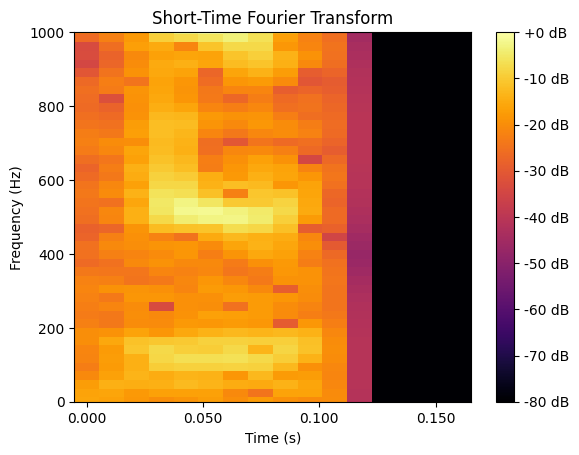 Short-Time Fourier Transform
1000
800
600
400
200
0
Frequency (Hz)
0.000
0.050
0.100
0.150
Time (s)
+0 dB
-10 dB
-20 dB
-30 dB
-40 dB
-50 dB
-60 dB
-70 dB
-80 dB